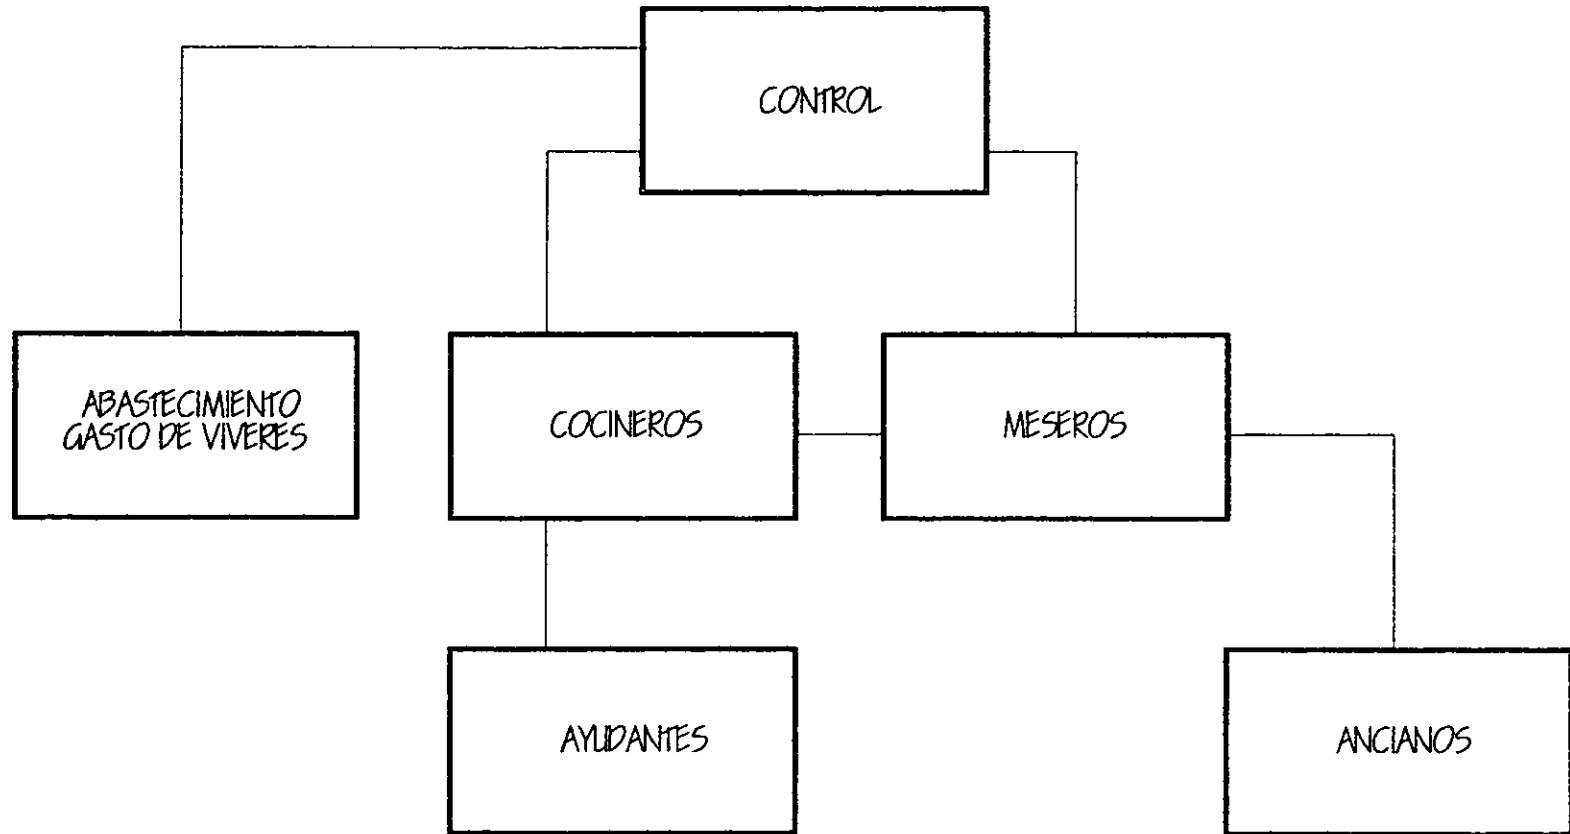 CONTROL
ABASTECIMIENTO
GASTO DE VIVERES
COCINEROS
MESEROS
AYUDANTES
ANCIANOS